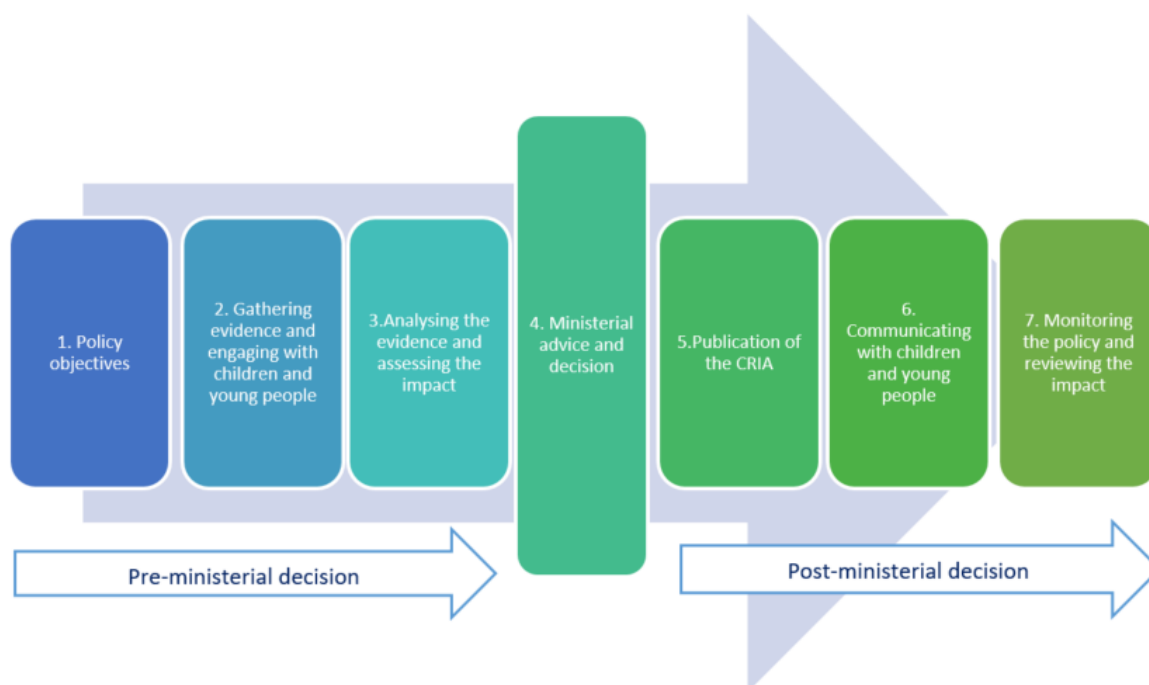 1. Policy
objectives
2. Gathering
evidence and
engaging with
children and
young people
3.Analysing the
evidence and
assessing the
impact
4. Ministerial
advice and
decision
5.Publication
of the CRIA
6.
Communicating
with children
and young
people
7. Monitoring
the policy and
reviewing the
impact
Pre-ministerial decision
Post-ministerial decision